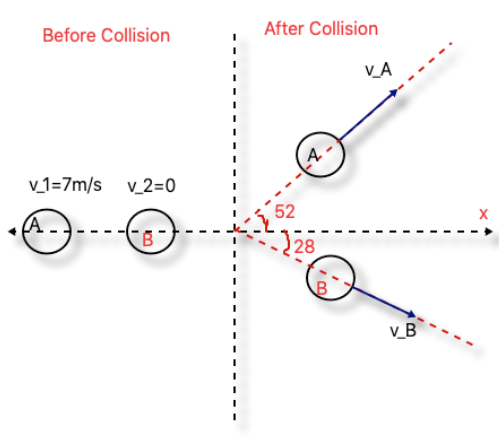 Before Collision
After Collision
v_A
A
v_1=7m/s v_2=0
A
B
52
x
28
B
v_B